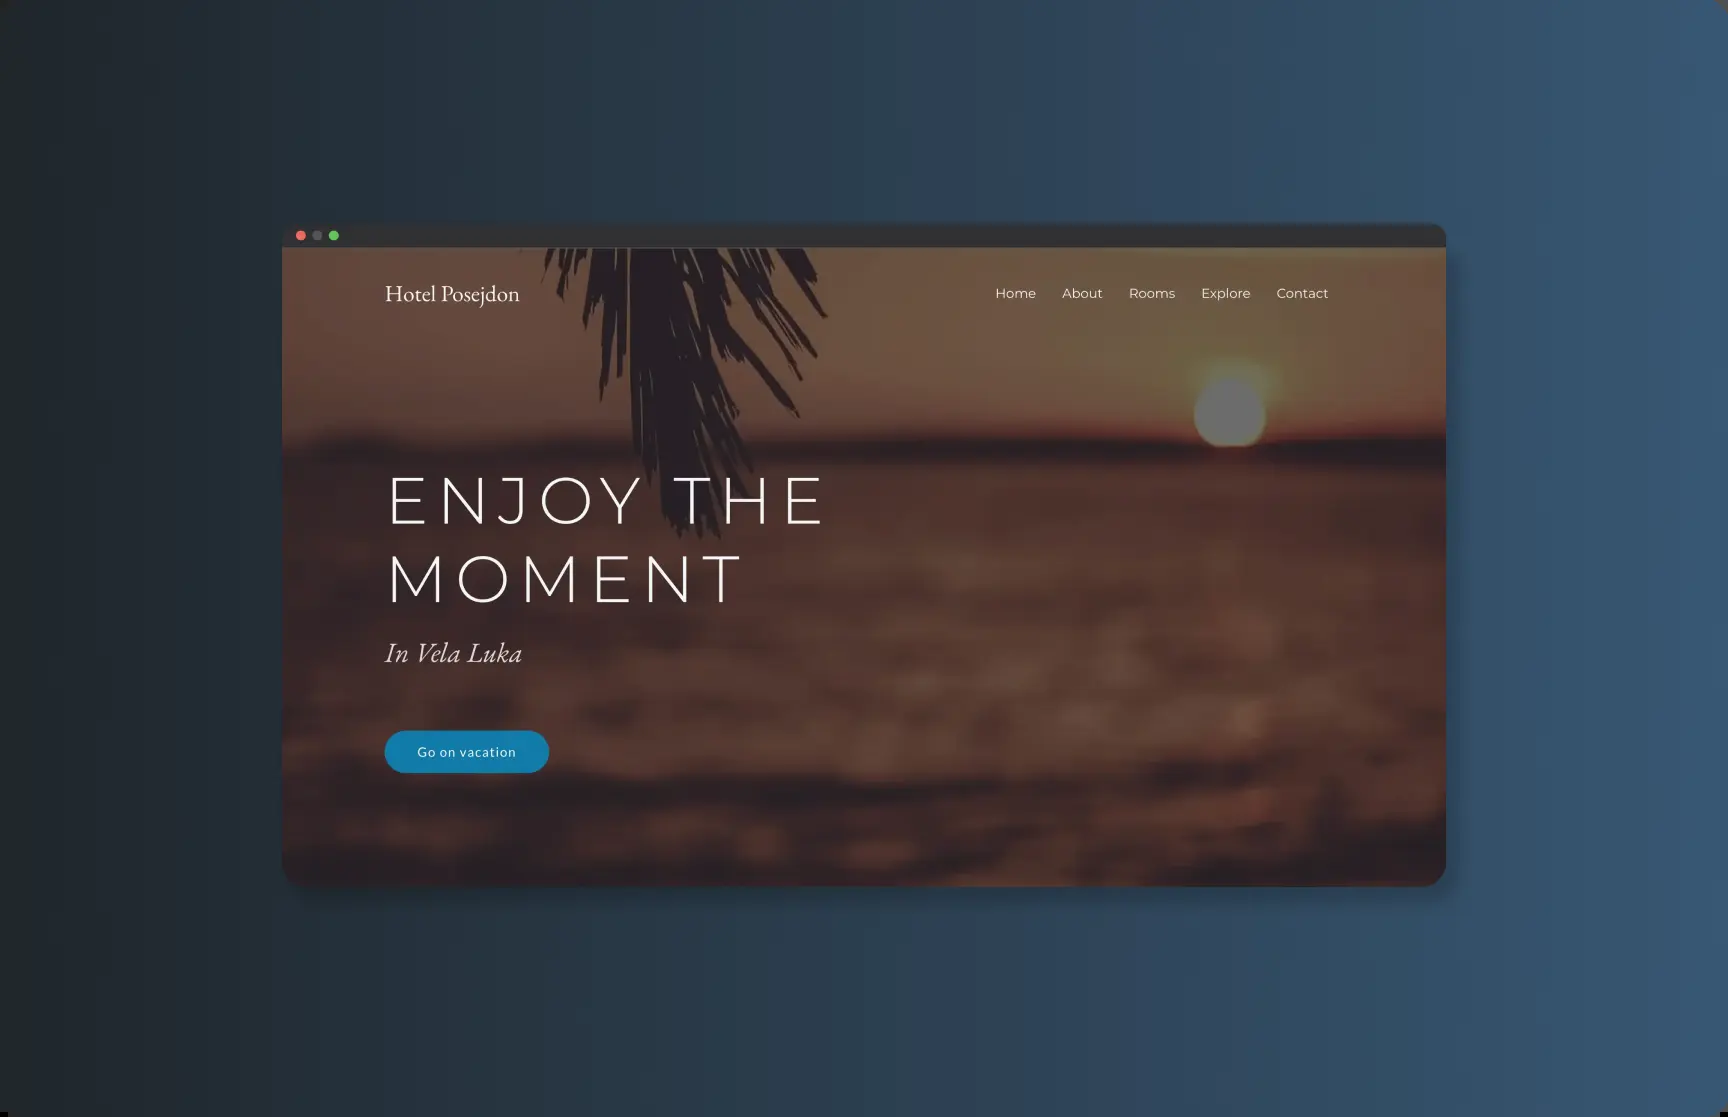 Hotel Posejdon
Home About Rooms Explore Contact
ENJOY THE
MOMENT
In Vela Luka
Go on vacation